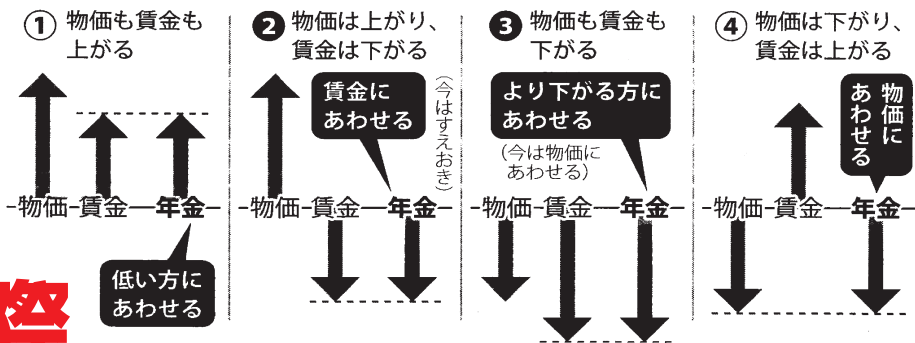 ① 物価も賃金も
上がる
物価 賃金 年金
低い方に
あわせる
❷ 物価は上がり、
賃金は下がる
賃金に
あわせる
（今はすえおき）
物価 賃金 年金
❸ 物価も賃金も
下がる
より下がる方に
あわせる
（今は物価に
あわせる）
物価 賃金 年金
④ 物価は下がり、
賃金は上がる
物価に
あわせる
物価 賃金 年金